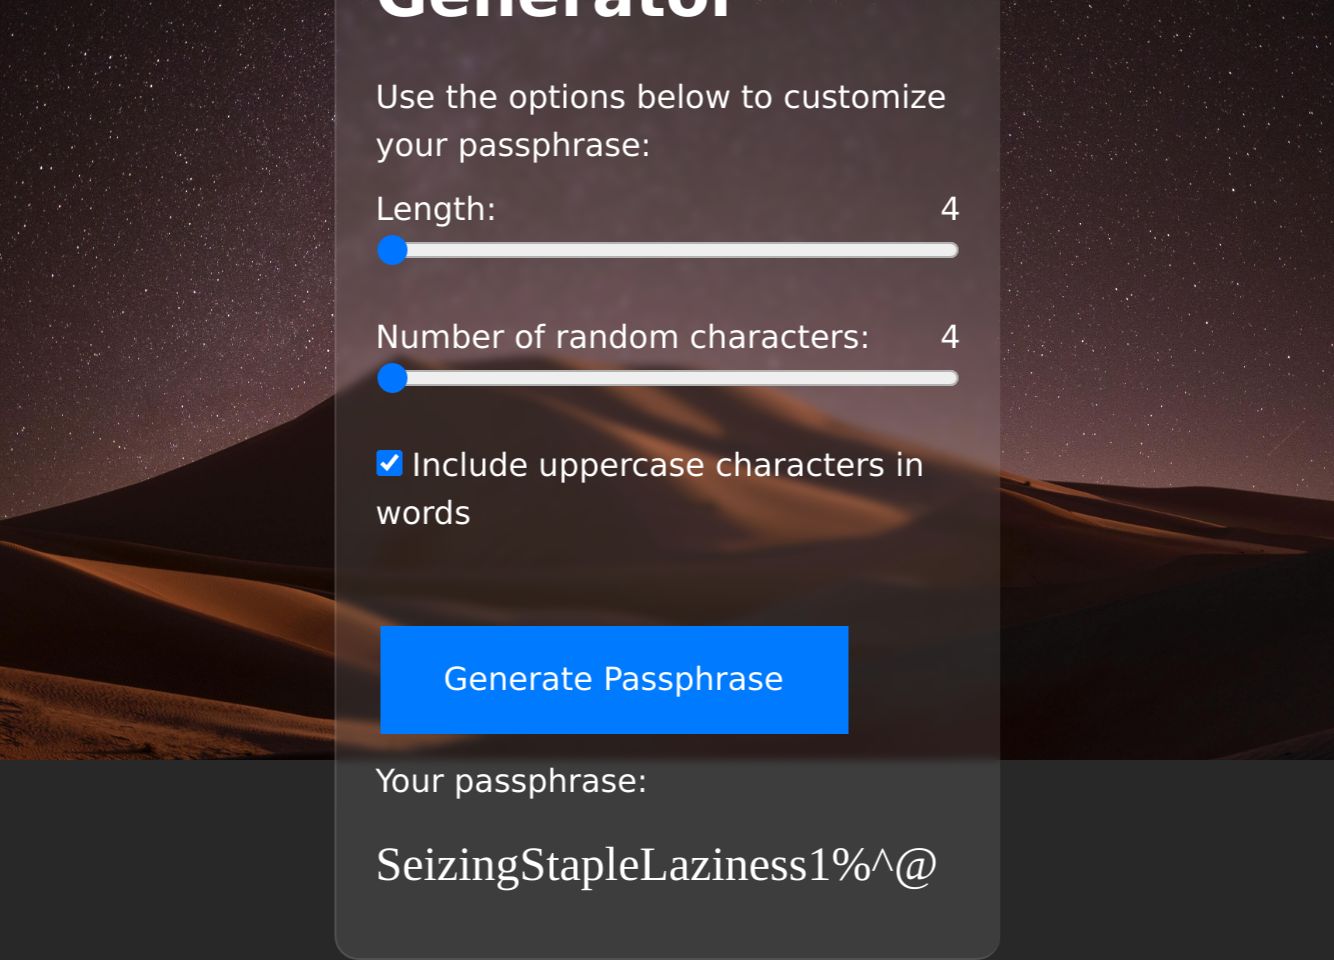 Generator
Use the options below to customize
your passphrase:
Length: 4
Number of random characters: 4
Include uppercase characters in
words
Generate Passphrase
Your passphrase:
SeizingStapleLaziness1%^@